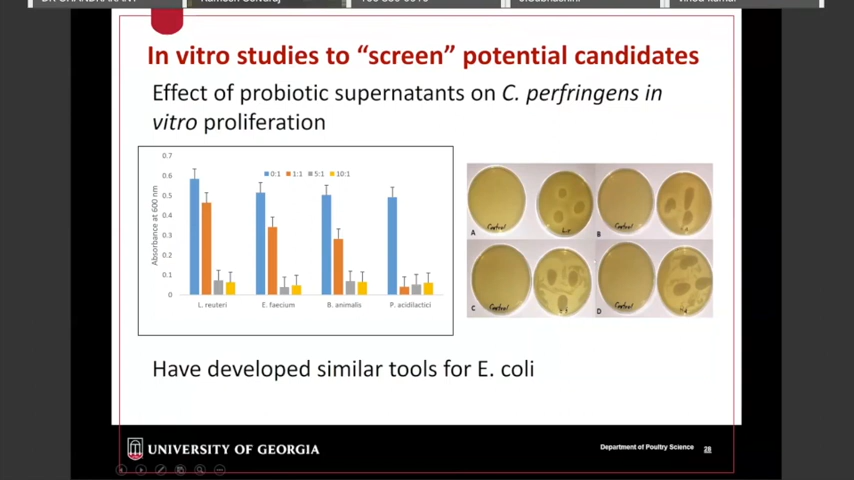 In vitro studies to “screen” potential candidates
Effect of probiotic supernatants on C. perfringens in
vitro proliferation
0.7
0.6
0.5
0.4
0.3
0.2
0.1
0
Absorbance at 600 nm
0:1 1:1 5:1 10:1
L. reuteri E. faecium B. animalis P. acidilactici
Control
A
Control
B
Control
C
Control
D
Have developed similar tools for E. coli
UNIVERSITY OF GEORGIA
Department of Poultry Science 28